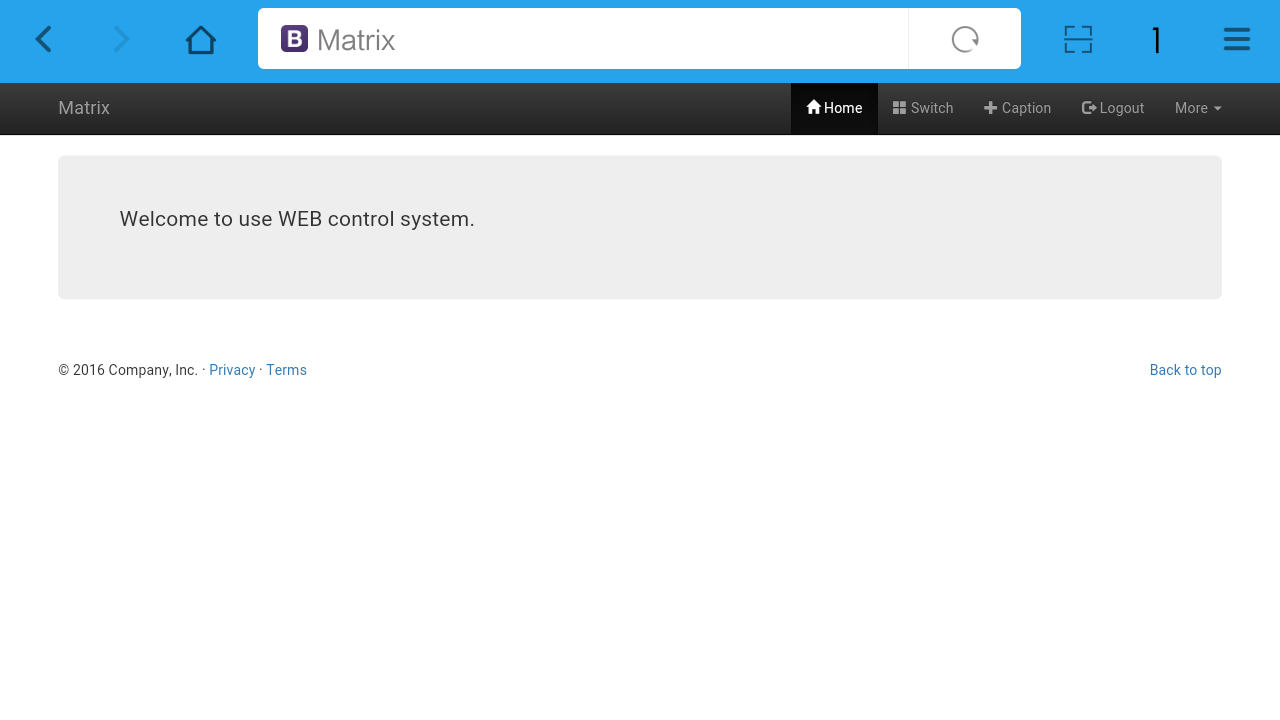 B Matrix 1
Matrix Home Switch Caption Logout More
Welcome to use WEB control system.
© 2016 Company, Inc. · Privacy · Terms Back to top